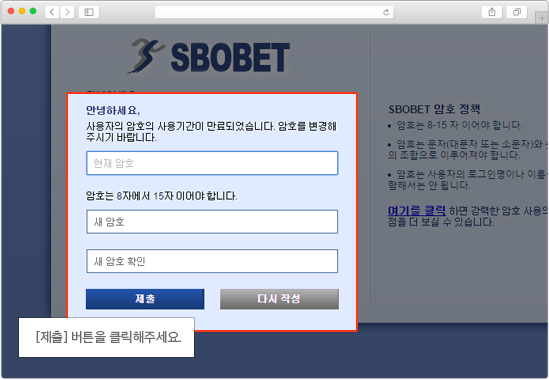 SBOBET
안녕하세요,
사용자의 암호의 사용기간이 만료되었습니다. 암호를 변경해
주시기 바랍니다.
현재 암호
암호는 8자에서 15자 이어야 합니다.
새 암호
새 암호 확인
제출
다시 작성
[제출] 버튼을 클릭해주세요.
SBOBET 암호 정책
암호는 8-15 자 이어야 합니다.
암호는 문자(대문자 또는 소문자)와
의 조합으로 이루어져야 합니다.
암호는 사용자의 로그인명이나 이름
함해서는 안 됩니다.
여기를 클릭 하면 강력한 암호 사용의
점을 더 보실 수 있습니다.